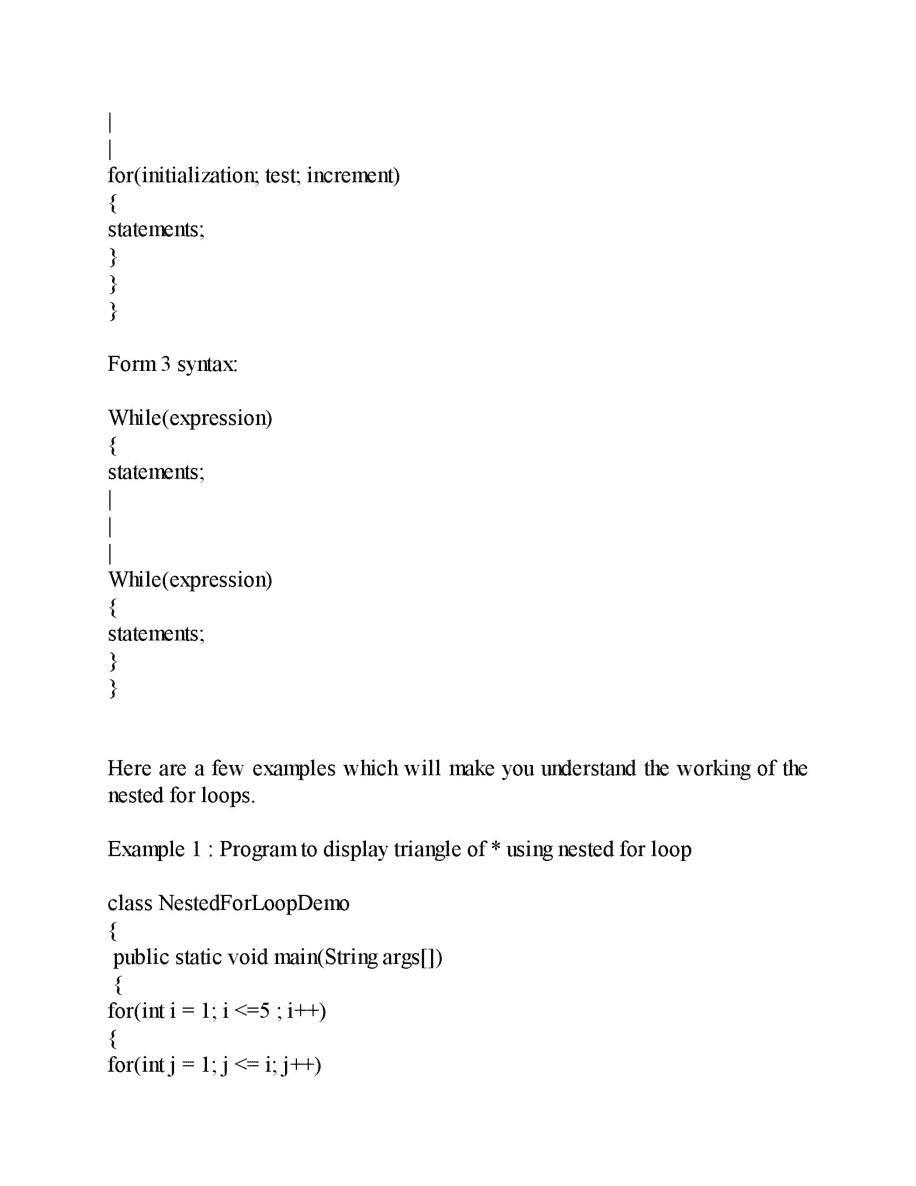 |
|
for(initialization; test; increment)
{
statements;
}
}
}
Form 3 syntax:
While(expression)
{
statements;
|
|
|
While(expression)
{
statements;
}
}
Here are a few examples which will make you understand the working of the
nested for loops.
Example 1 : Program to display triangle of * using nested for loop
class NestedForLoopDemo
{
public static void main(String args[])
{
for(int i = 1; i <=5 ; i++)
{
for(int j = 1; j <= i; j++)